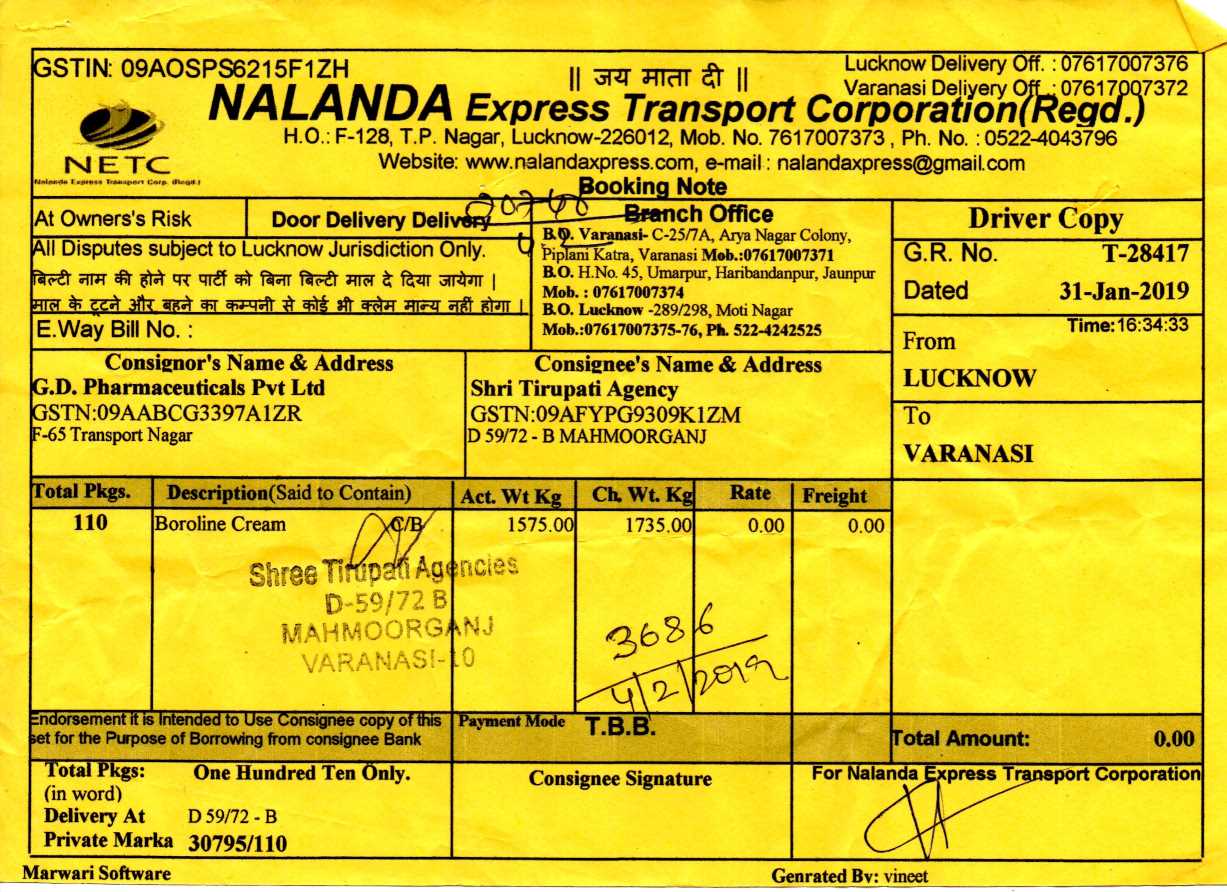 GSTIN: 09AOSPS6215F1ZH
|| जय माता दी ||
Lucknow Delivery Off. : 07617007376
Varanasi Delivery Off. : 07617007372
NALANDA Express Transport Corporation(Regd.)
H.O.: F-128, T.P. Nagar, Lucknow-226012, Mob. No. 7617007373 , Ph. No. : 0522-4043796
NETC
Website: www.nalandaxpress.com, e-mail : nalandaxpress@gmail.com
Nalanda Express Transport Corp. (Regd.)
Booking Note
At Owners's Risk
Door Delivery Delivery
Branch Office
B.O. Varanasi- C-25/7A, Arya Nagar Colony,
Piplani Katra, Varanasi Mob.:07617007371
B.O. H.No. 45, Umarpur, Haribandanpur, Jaunpur
Mob. : 07617007374
B.O. Lucknow -289/298, Moti Nagar
Mob.:07617007375-76, Ph. 522-4242525
Driver Copy
All Disputes subject to Lucknow Jurisdiction Only.
बिल्टी नाम की होने पर पार्टी को बिना बिल्टी माल दे दिया जायेगा |
माल के टूटने और बहने का कम्पनी से कोई भी क्लेम मान्य नहीं होगा |
E.Way Bill No. :
G.R. No. T-28417
Dated 31-Jan-2019
Time:16:34:33
From
LUCKNOW
To
VARANASI
Consignor's Name & Address
G.D. Pharmaceuticals Pvt Ltd
GSTN:09AABCG3397A1ZR
F-65 Transport Nagar
Consignee's Name & Address
Shri Tirupati Agency
GSTN:09AFYPG9309K1ZM
D 59/72 - B MAHMOORGANJ
Total Pkgs. Description(Said to Contain) Act. Wt Kg Ch. Wt. Kg Rate Freight
110 Boroline Cream C/B 1575.00 1735.00 0.00 0.00
Shree Tirupati Agencies
D-59/72 B
MAHMOORGANJ
VARANASI-10
3686
4/2/2019
Endorsement it is Intended to Use Consignee copy of this
set for the Purpose of Borrowing from consignee Bank
Payment Mode T.B.B.
Total Amount: 0.00
Total Pkgs: One Hundred Ten Only.
(in word)
Delivery At D 59/72 - B
Private Marka 30795/110
Consignee Signature
For Nalanda Express Transport Corporation
Marwari Software
Genrated By: vineet